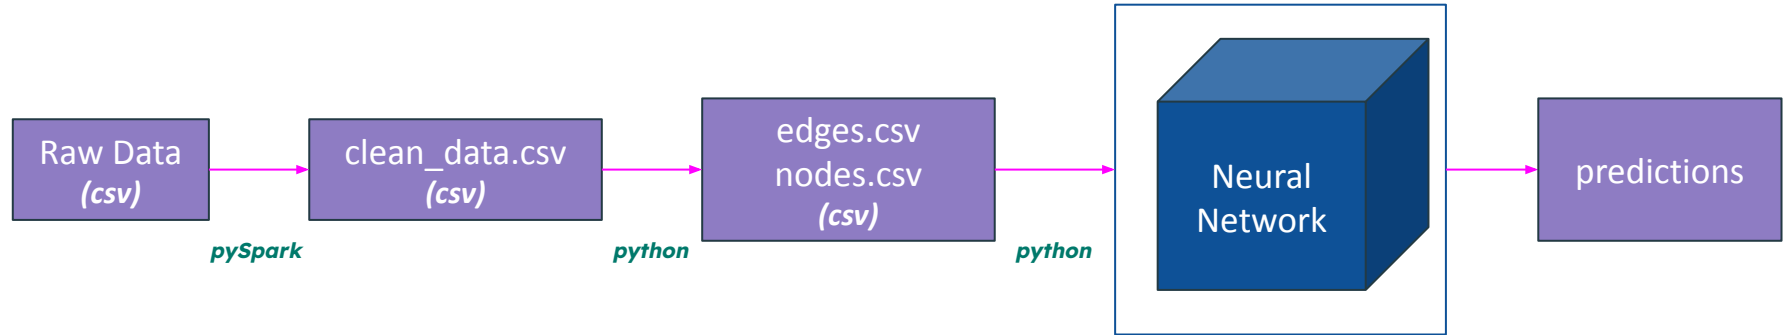 Raw Data
(csv)
pySpark
clean_data.csv
(csv)
python
edges.csv
nodes.csv
(csv)
python
Neural
Network
predictions